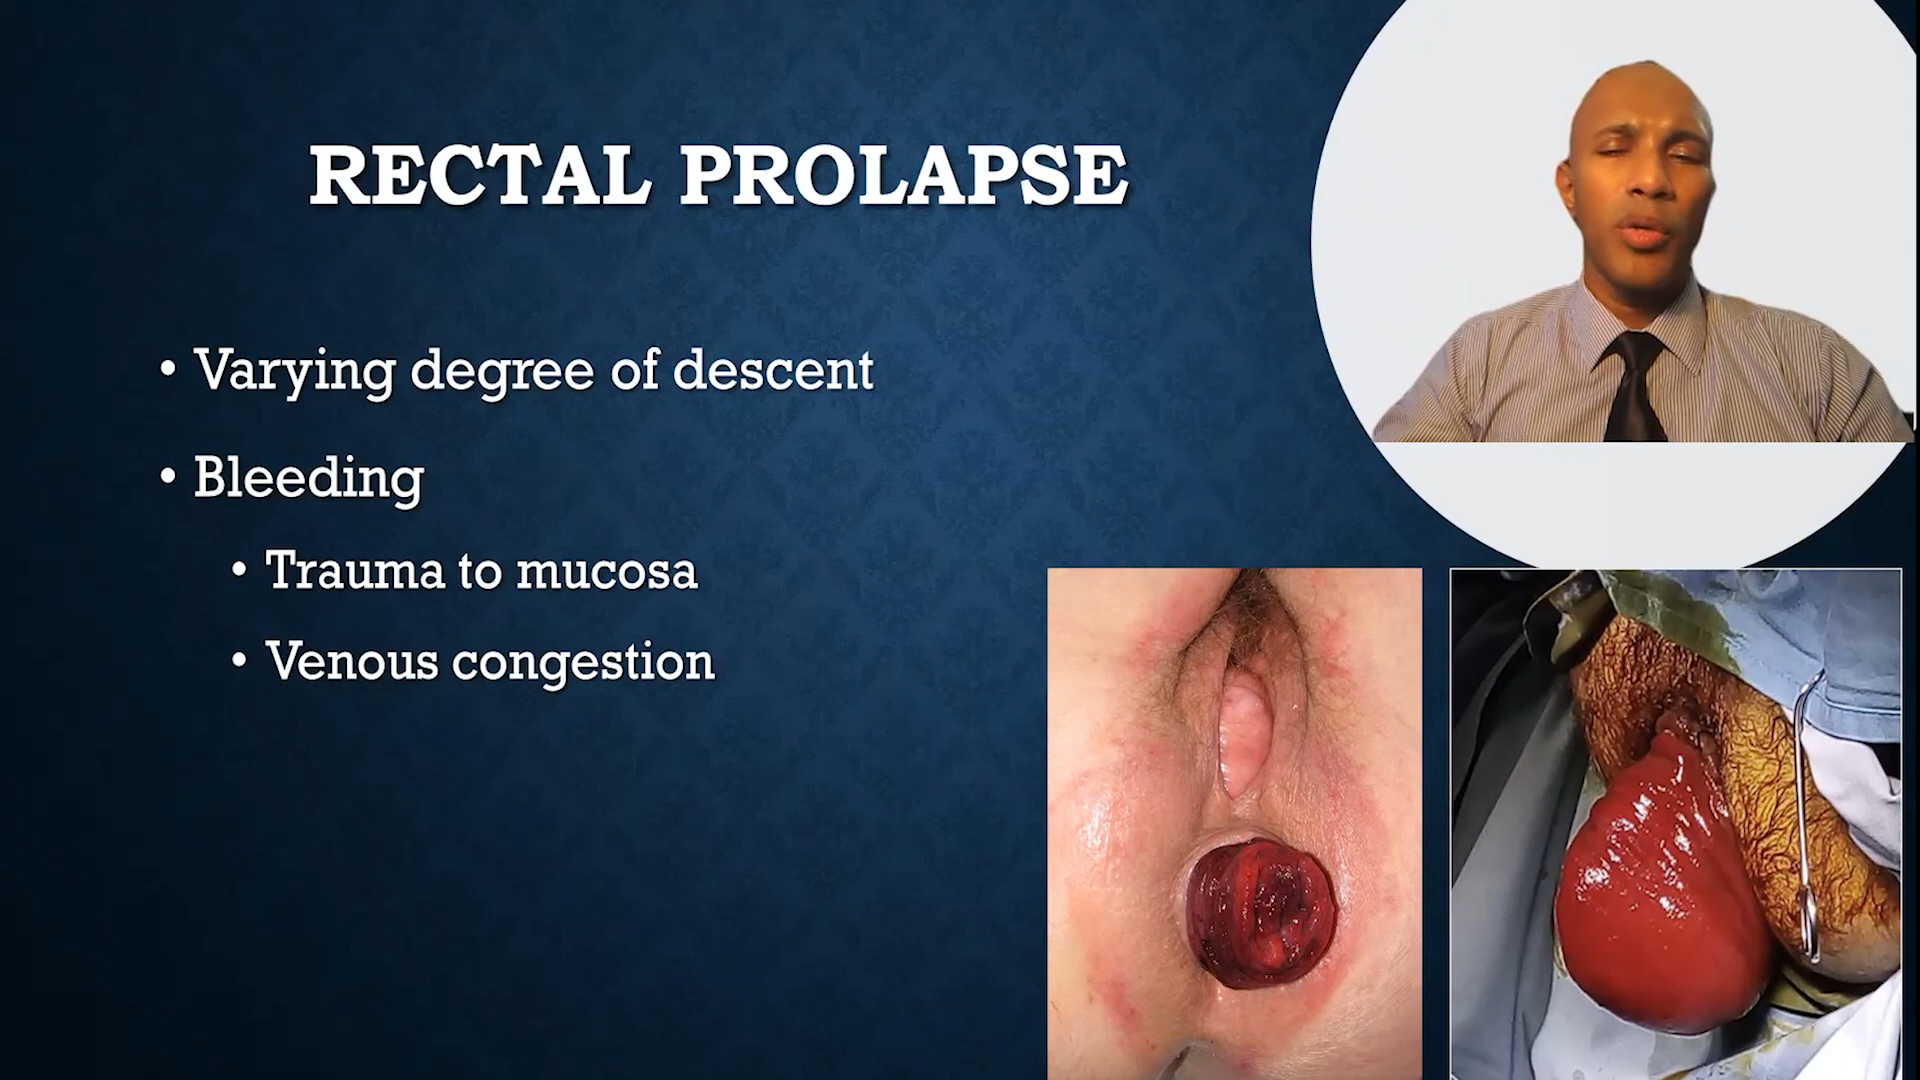 RECTAL PROLAPSE
• Varying degree of descent
• Bleeding
• Trauma to mucosa
• Venous congestion